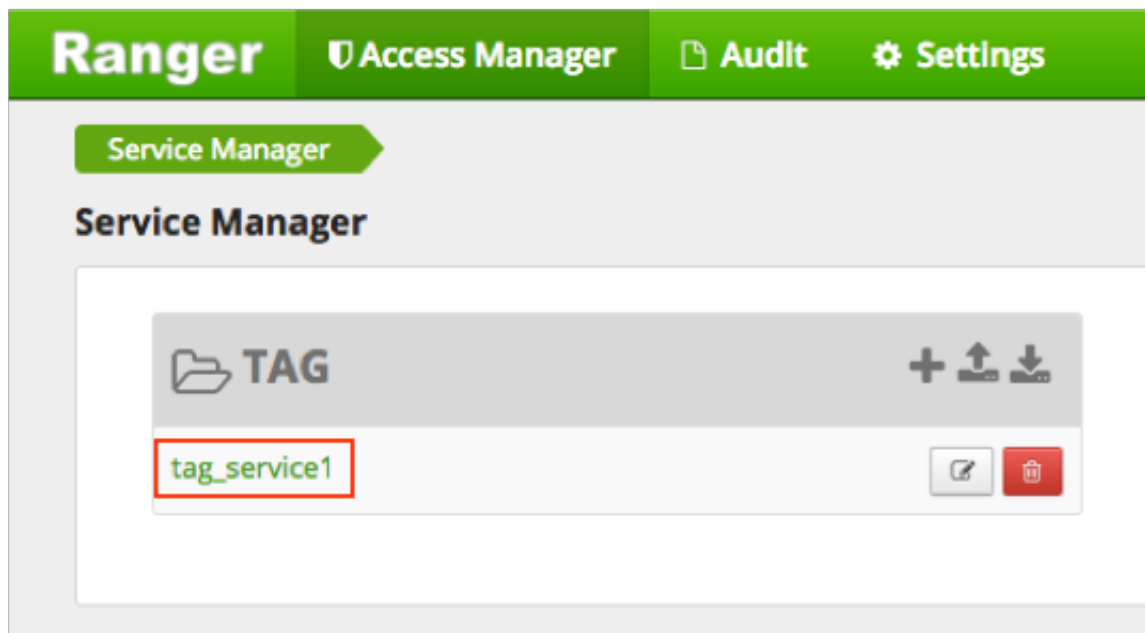 Ranger Access Manager Audit Settings
Service Manager
Service Manager
TAG
tag_service1